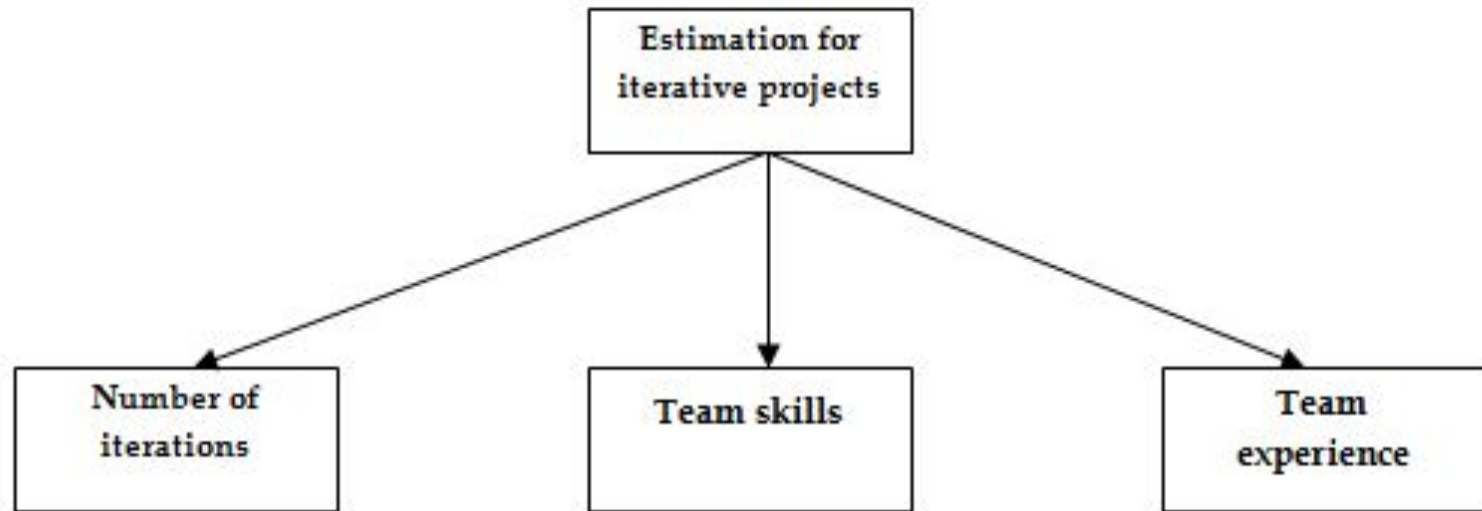 Estimation for
iterative projects
Number of
iterations
Team skills
Team
experience